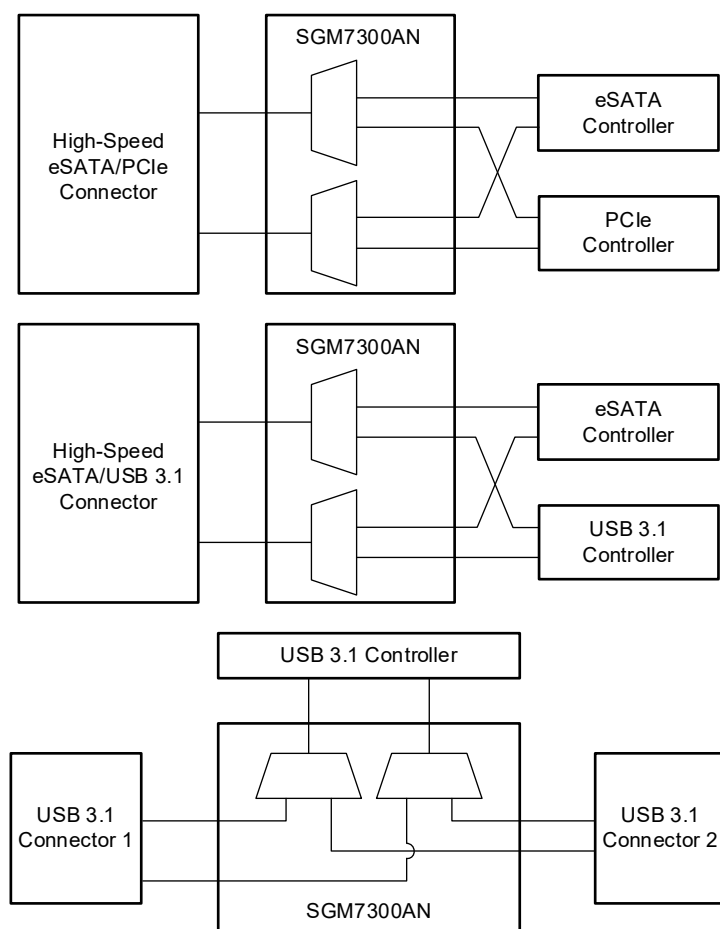 SGM7300AN
High-Speed
eSATA/PCIe
Connector
eSATA
Controller
PCIe
Controller
SGM7300AN
High-Speed
eSATA/USB 3.1
Connector
eSATA
Controller
USB 3.1
Controller
USB 3.1 Controller
USB 3.1
Connector 1
USB 3.1
Connector 2
SGM7300AN